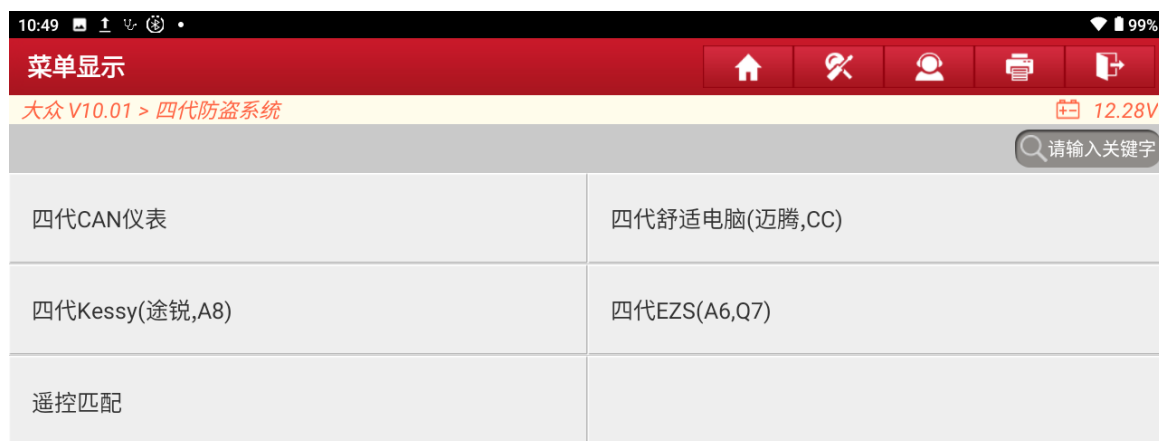 10:49
99%
菜单显示
大众 V10.01 > 四代防盗系统
12.28V
请输入关键字
四代CAN仪表
四代舒适电脑(迈腾,CC)
四代Kessy(途锐,A8)
四代EZS(A6,Q7)
遥控匹配